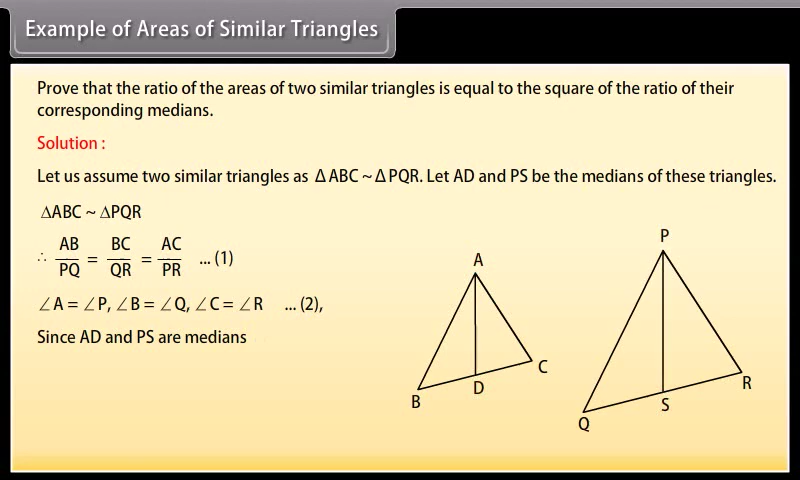 Example of Areas of Similar Triangles
Prove that the ratio of the areas of two similar triangles is equal to the square of the ratio of their
corresponding medians.
Solution :
Let us assume two similar triangles as Δ ABC ~ Δ PQR. Let AD and PS be the medians of these triangles.
ΔABC ~ ΔPQR
∴ AB/PQ = BC/QR = AC/PR ... (1)
∠A = ∠P, ∠B = ∠Q, ∠C = ∠R ... (2),
Since AD and PS are medians
A
B
D
C
P
Q
S
R